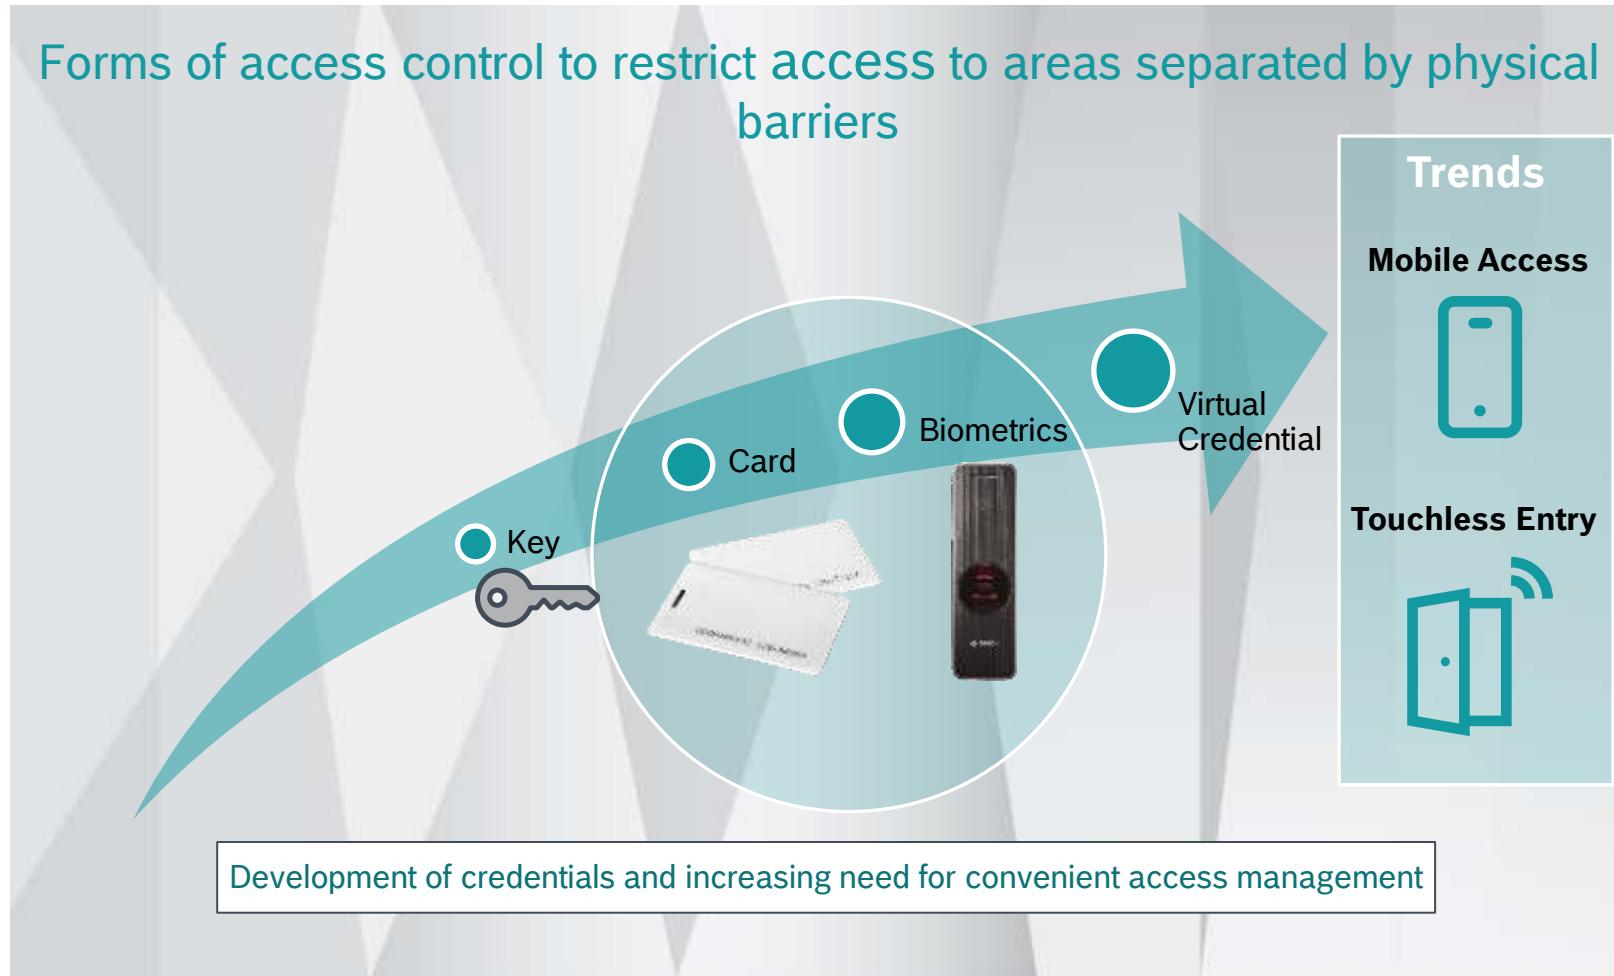 Forms of access control to restrict access to areas separated by physical
barriers
Trends
Mobile Access
Touchless Entry
Key
Card
Biometrics
Virtual
Credential
Development of credentials and increasing need for convenient access management